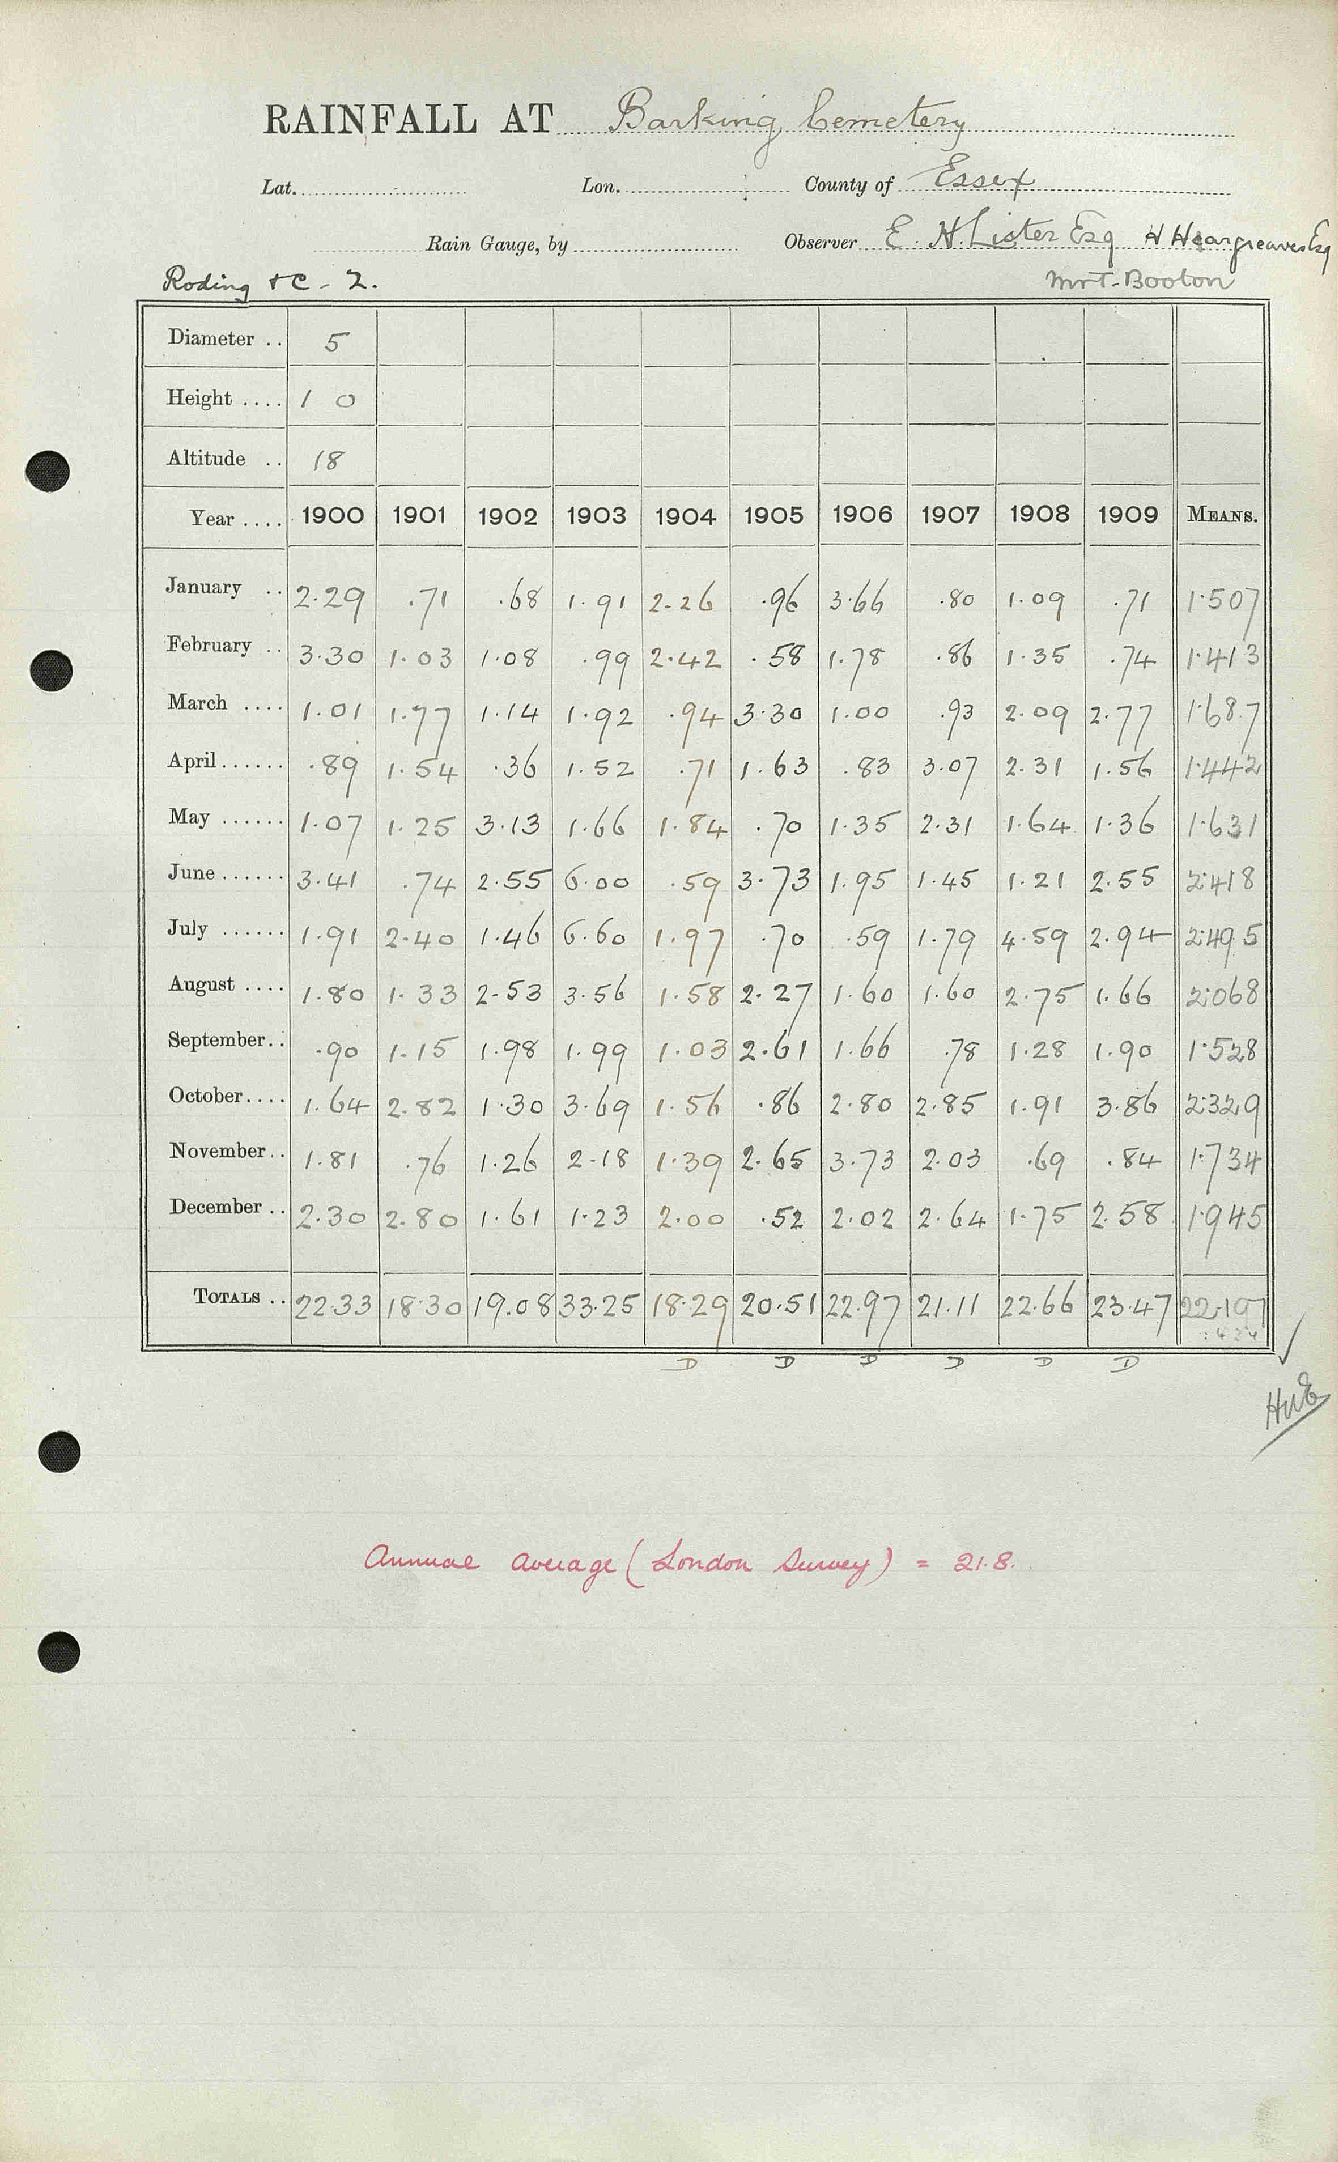 RAINFALL AT Barking Cemetery
Lat. Lon. County of Essex
Rain Gauge, by Observer E. H. Lister Esq H Heargreaves Esq
Roding &C - 2. Mr T. Booton
Diameter .. 5
Height .... 1 0
Altitude .. 18
Year .... 1900 1901 1902 1903 1904 1905 1906 1907 1908 1909 MEANS.
January .. 2.29 .71 .68 1.91 2.26 .96 3.66 .80 1.09 .71 1.507
February .. 3.30 1.03 1.08 .99 2.42 .58 1.78 .86 1.35 .74 1.413
March .... 1.01 1.77 1.14 1.92 .94 3.30 1.00 .93 2.09 2.77 1.687
April ...... .89 1.54 .36 1.52 .71 1.63 .83 3.07 2.31 1.56 1.442
May ...... 1.07 1.25 3.13 1.66 1.84 .70 1.35 2.31 1.64 1.36 1.631
June ...... 3.41 .74 2.55 6.00 .59 3.73 1.95 1.45 1.21 2.55 2.418
July ...... 1.91 2.40 1.46 6.60 1.97 .70 .59 1.79 4.59 2.94 2.495
August .... 1.80 1.33 2.53 3.56 1.58 2.27 1.60 1.60 2.75 1.66 2.068
September .. .90 1.15 1.98 1.99 1.03 2.61 1.66 .78 1.28 1.90 1.528
October .... 1.64 2.82 1.30 3.69 1.56 .86 2.80 2.85 1.91 3.86 2.329
November .. 1.81 .76 1.26 2.18 1.39 2.65 3.73 2.03 .69 .84 1.734
December .. 2.30 2.80 1.61 1.23 2.00 .52 2.02 2.64 1.75 2.58 1.945
TOTALS .. 22.33 18.30 19.08 33.25 18.29 20.51 22.97 21.11 22.66 23.47 22.197
D D D D D D
Annual average (London Survey) = 21.8.